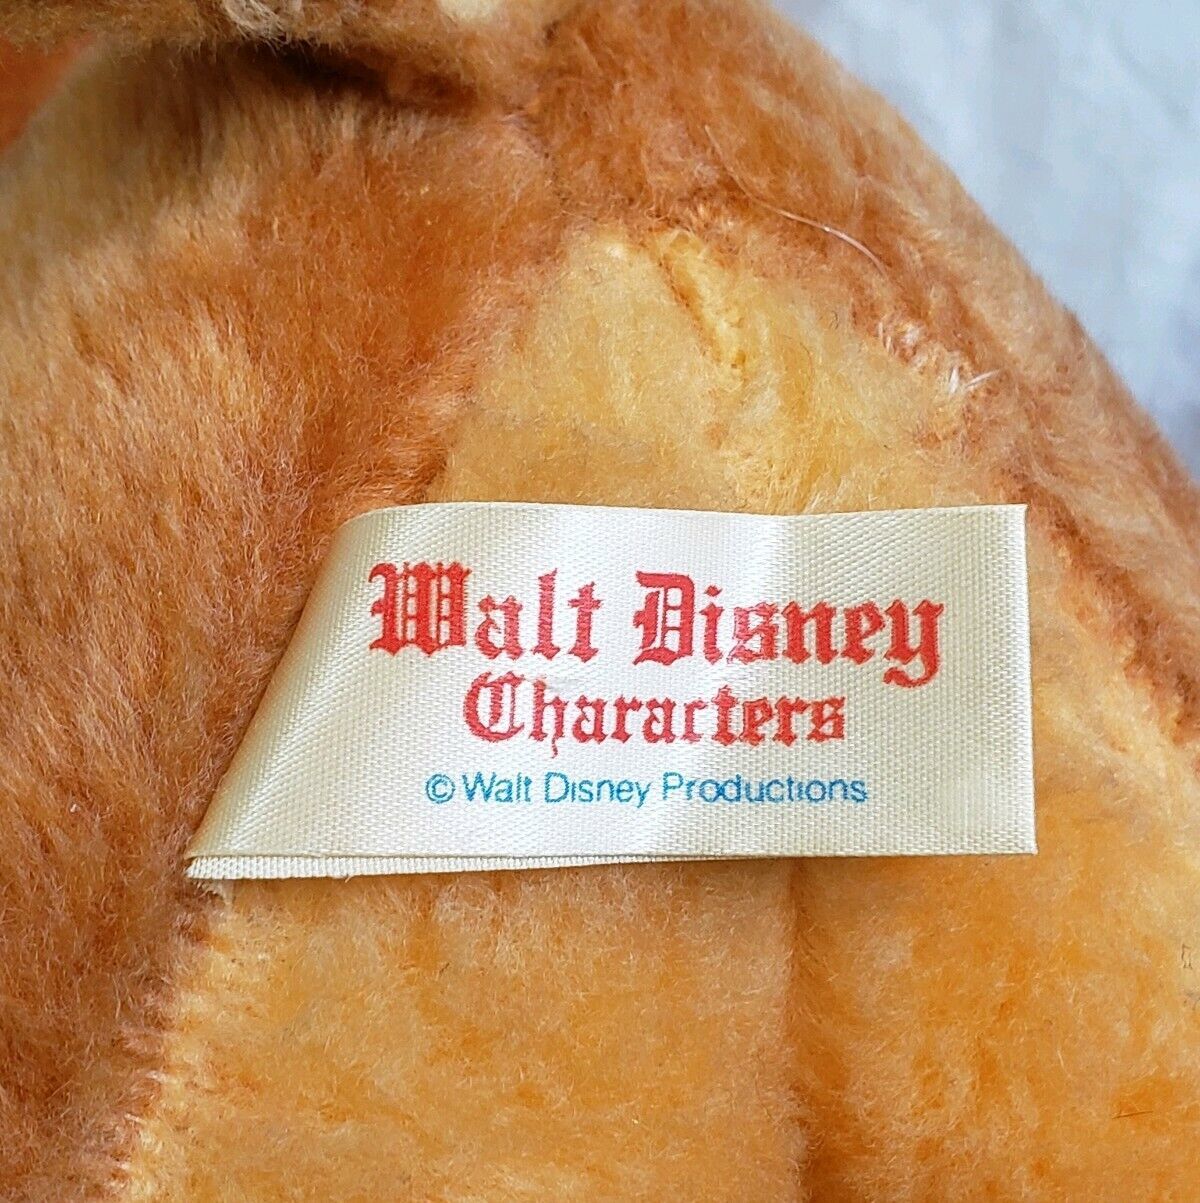 Walt Disney
Characters
© Walt Disney Productions